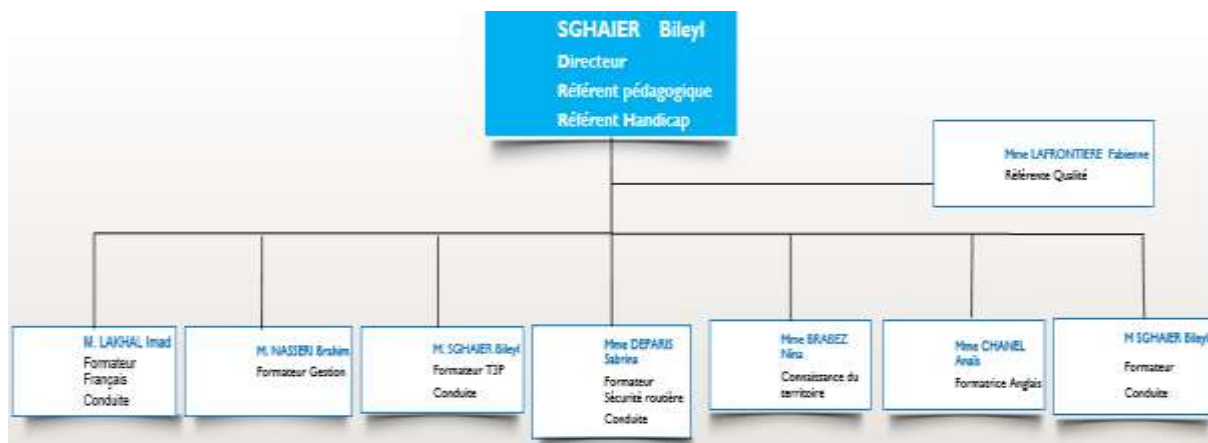 SGHAIER Bileyl
Directeur
Référent pédagogique
Référent Handicap
Mme LAFRONTIERE Fabienne
Référente Qualité
M. LAKHAL Imad
Formateur
Français
Conduite
M. NASSERI Brahim
Formateur Gestion
M. SGHAIER Bileyl
Formateur T3P
Conduite
Mme DEPARIS
Sabrina
Formateur
Sécurité routière
Conduite
Mme BRABEZ
Nina
Connaissance du
territoire
Mme CHANEL
Anaïs
Formatrice Anglais
M SGHAIER Bileyl
Formateur
Conduite